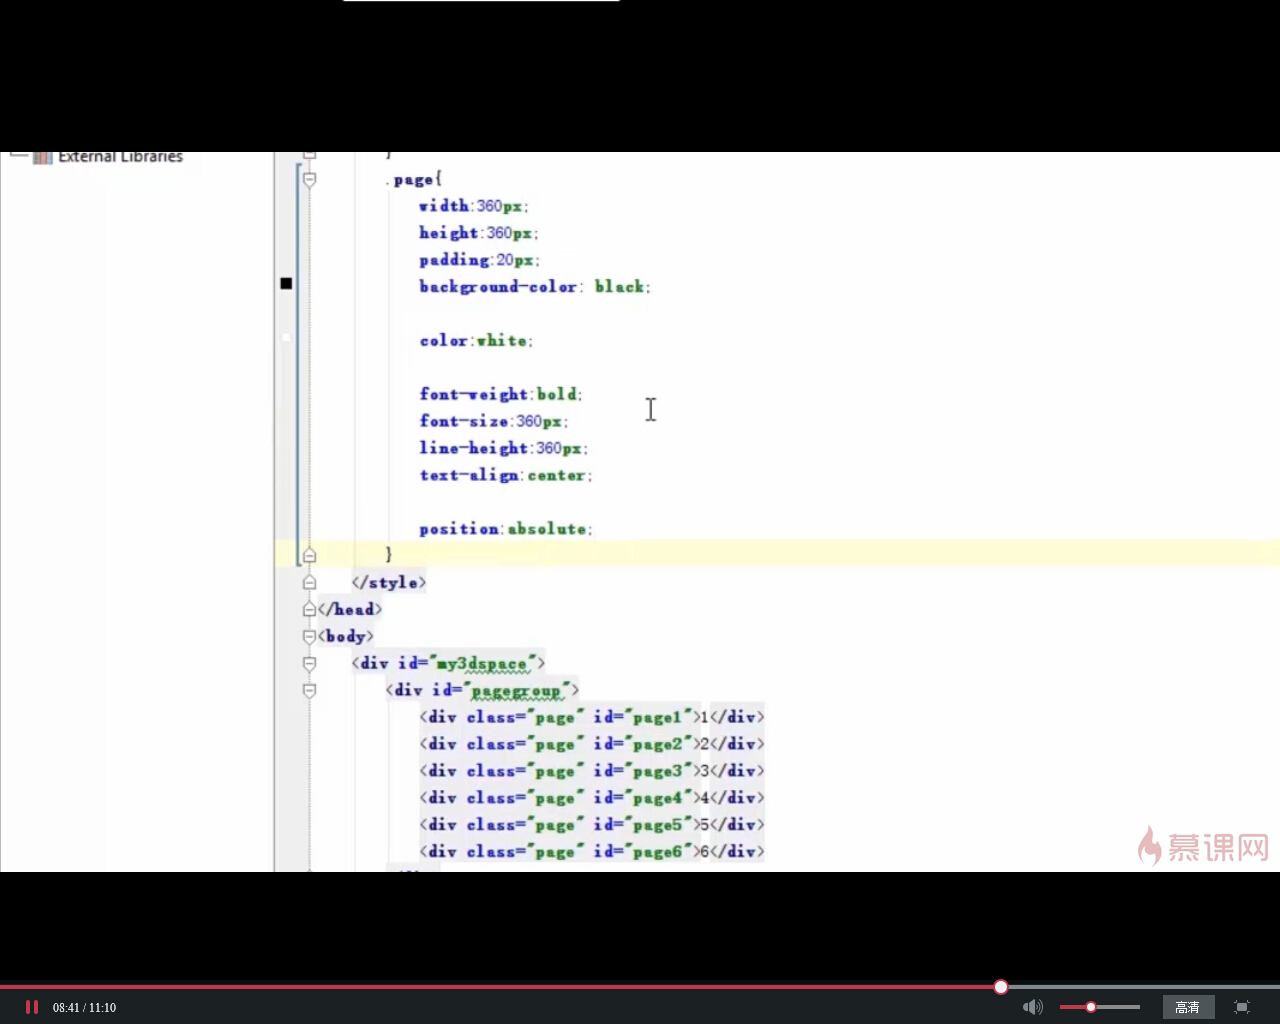 External Libraries
}
.page{
width:360px;
height:360px;
padding:20px;
background-color: black;
color:white;
font-weight:bold;
font-size:360px;
line-height:360px;
text-align:center;
position:absolute;
}
</style>
</head>
<body>
<div id="my3dspace">
<div id="pagegroup">
<div class="page" id="page1">1</div>
<div class="page" id="page2">2</div>
<div class="page" id="page3">3</div>
<div class="page" id="page4">4</div>
<div class="page" id="page5">5</div>
<div class="page" id="page6">6</div>
慕课网
08:41 / 11:10
高清